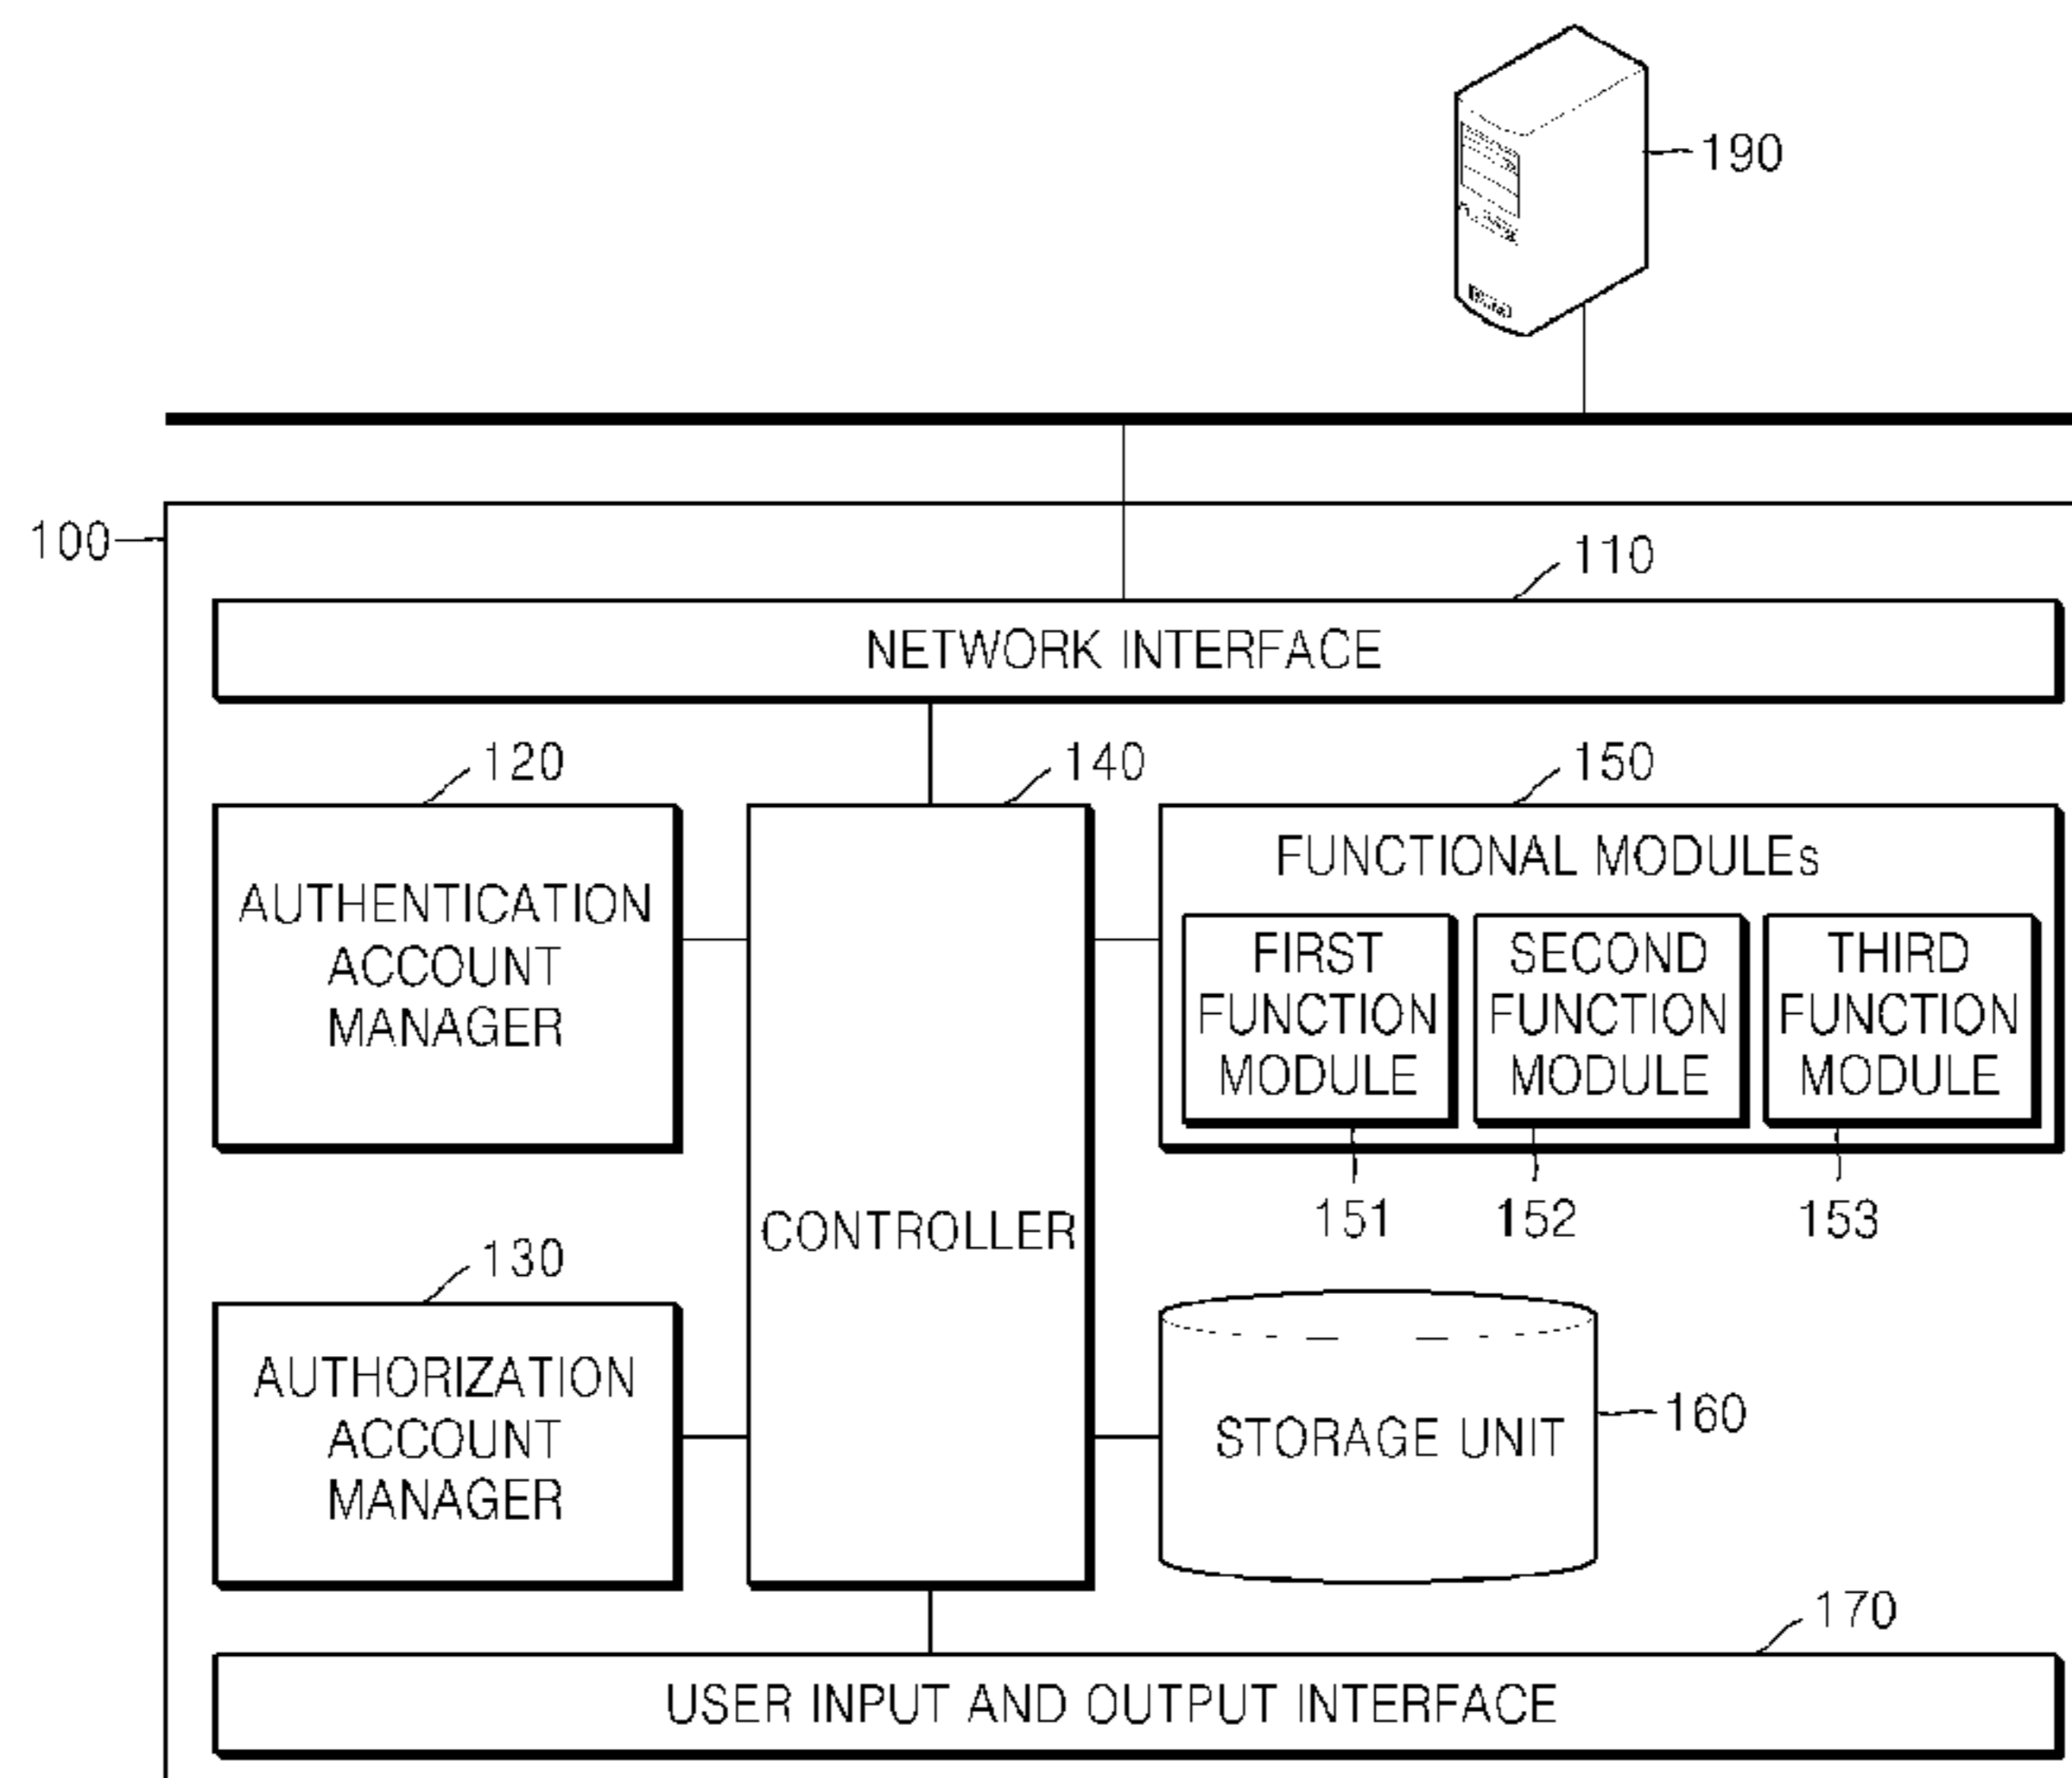 190
100
110
NETWORK INTERFACE
120
140
150
AUTHENTICATION
ACCOUNT
MANAGER
CONTROLLER
FUNCTIONAL MODULEs
FIRST
FUNCTION
MODULE
SECOND
FUNCTION
MODULE
THIRD
FUNCTION
MODULE
151
152
153
130
AUTHORIZATION
ACCOUNT
MANAGER
STORAGE UNIT
160
170
USER INPUT AND OUTPUT INTERFACE